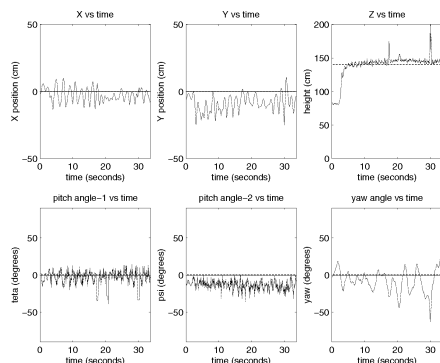 X vs time
Y vs time
Z vs time
50
0
−50
X position (cm)
0 10 20 30
time (seconds)
50
0
−50
Y position (cm)
0 10 20 30
time (seconds)
200
150
100
50
0
height (cm)
0 10 20 30
time (seconds)
pitch angle-1 vs time
pitch angle-2 vs time
yaw angle vs time
50
0
−50
teta (degrees)
0 10 20 30
time (seconds)
50
0
−50
psi (degrees)
0 10 20 30
time (seconds)
50
0
−50
yaw (degrees)
0 10 20 30
time (seconds)